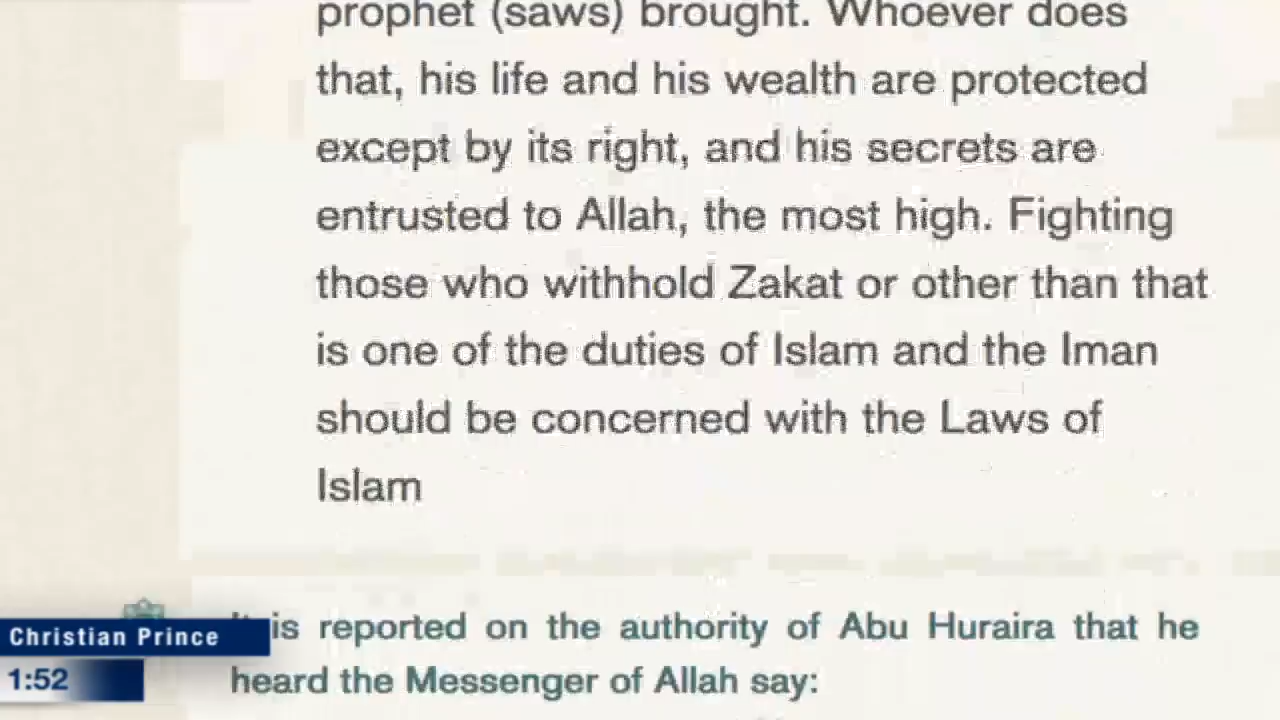 prophet (saws) brought. Whoever does
that, his life and his wealth are protected
except by its right, and his secrets are
entrusted to Allah, the most high. Fighting
those who withhold Zakat or other than that
is one of the duties of Islam and the Iman
should be concerned with the Laws of
Islam
It is reported on the authority of Abu Huraira that he
heard the Messenger of Allah say:
Christian Prince
1:52